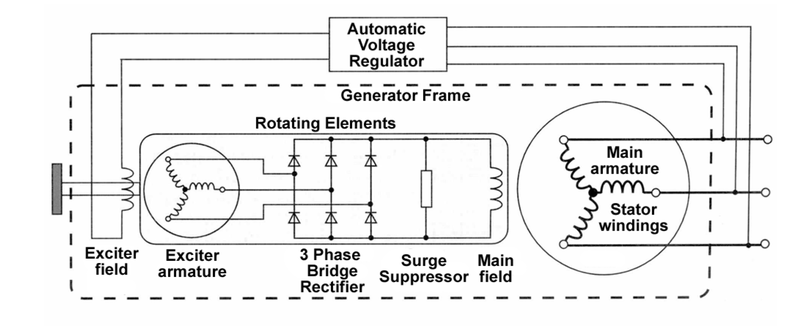 Automatic
Voltage
Regulator
Generator Frame
Rotating Elements
Main
armature
Stator
windings
Exciter
field
Exciter
armature
3 Phase
Bridge
Rectifier
Surge
Suppressor
Main
field